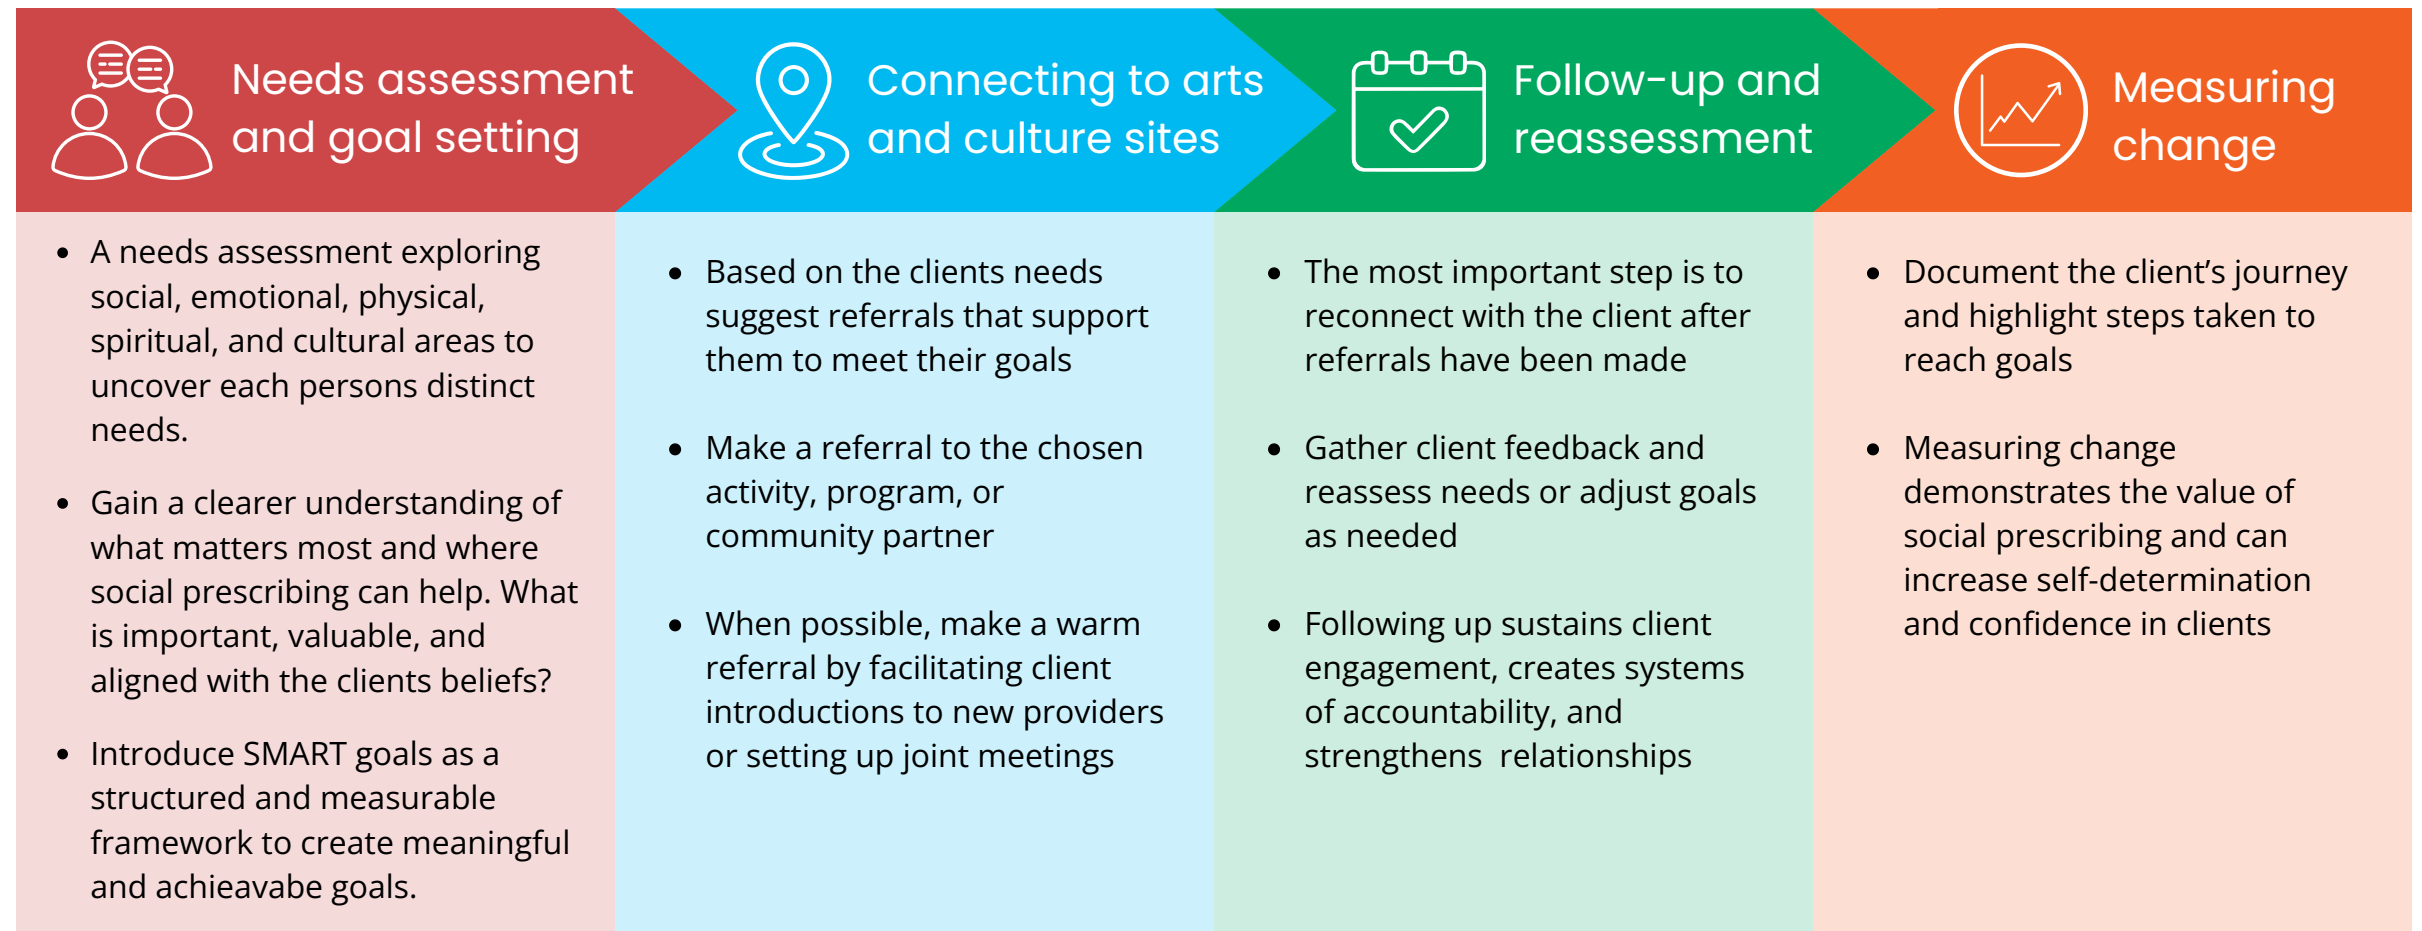 Needs assessment
and goal setting
Connecting to arts
and culture sites
Follow-up and
reassessment
Measuring
change
• A needs assessment exploring
social, emotional, physical,
spiritual, and cultural areas to
uncover each persons distinct
needs.
• Gain a clearer understanding of
what matters most and where
social prescribing can help. What
is important, valuable, and
aligned with the clients beliefs?
• Introduce SMART goals as a
structured and measurable
framework to create meaningful
and achieavabe goals.
• Based on the clients needs
suggest referrals that support
them to meet their goals
• Make a referral to the chosen
activity, program, or
community partner
• When possible, make a warm
referral by facilitating client
introductions to new providers
or setting up joint meetings
• The most important step is to
reconnect with the client after
referrals have been made
• Gather client feedback and
reassess needs or adjust goals
as needed
• Following up sustains client
engagement, creates systems
of accountability, and
strengthens  relationships
• Document the client’s journey
and highlight steps taken to
reach goals
• Measuring change
demonstrates the value of
social prescribing and can
increase self-determination
and confidence in clients